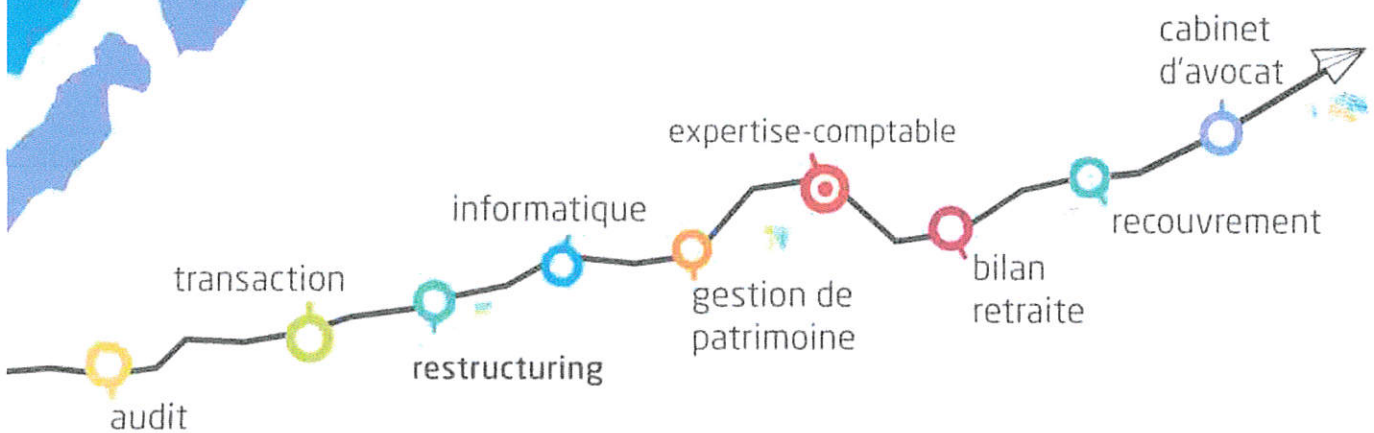 audit
transaction
restructuring
informatique
gestion de
patrimoine
expertise-comptable
bilan
retraite
recouvrement
cabinet
d'avocat